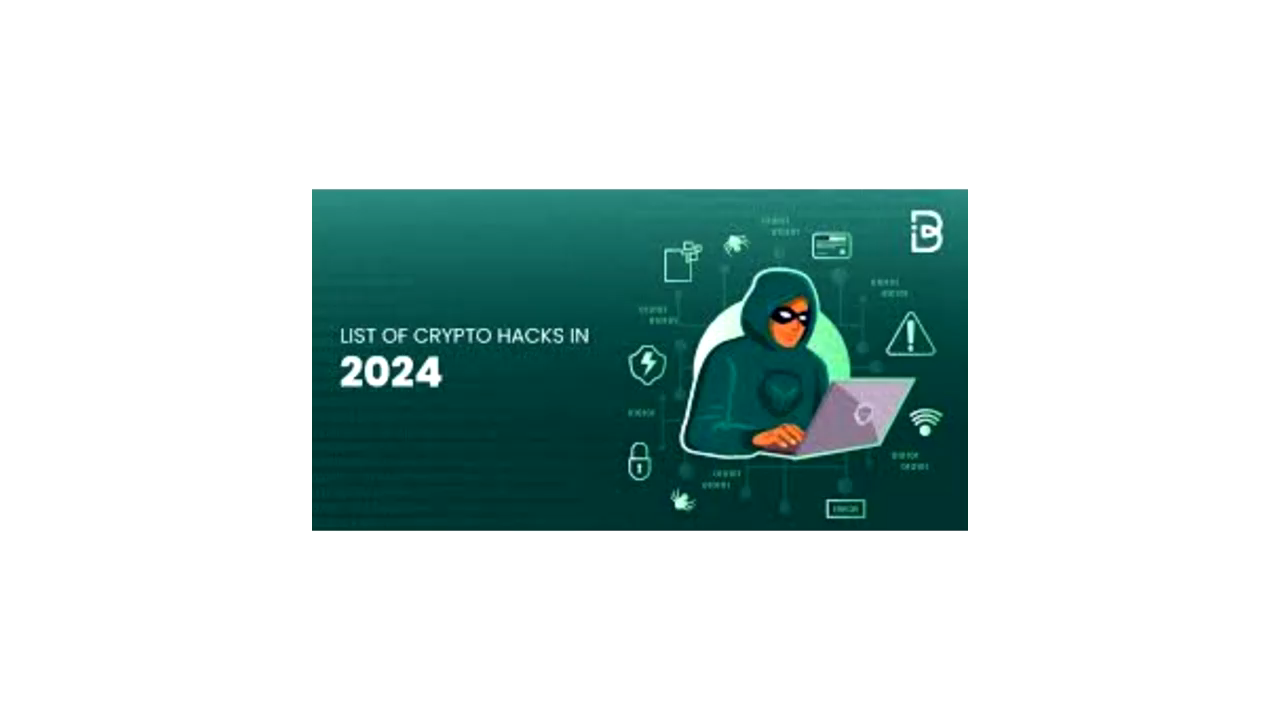 LIST OF CRYPTO HACKS IN
2024